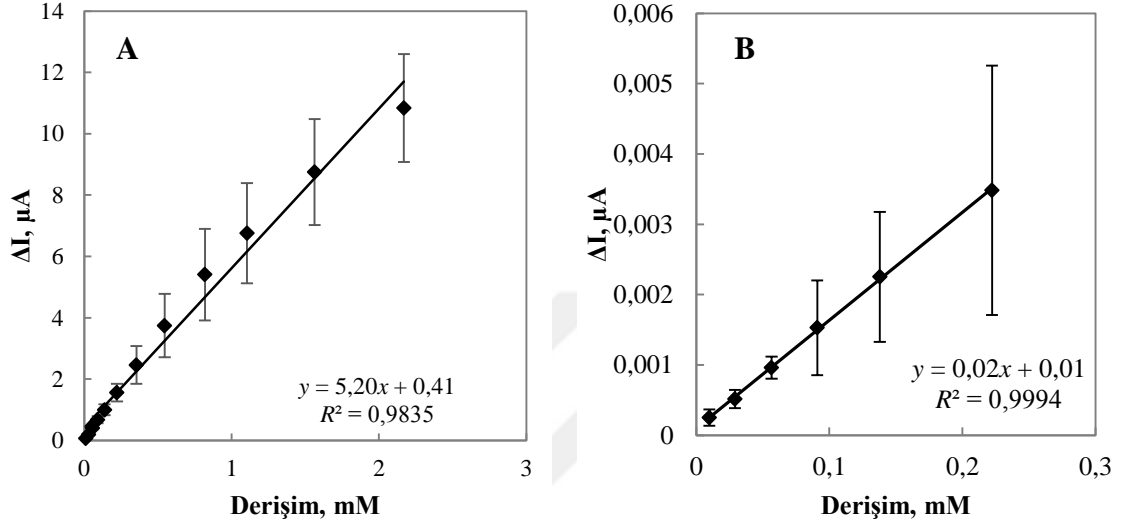 A
ΔI, µA
14
12
10
8
6
4
2
0
0
1
2
3
y = 5,20x + 0,41
R² = 0,9835
Derişim, mM
B
ΔI, µA
0,006
0,005
0,004
0,003
0,002
0,001
0
0
0,1
0,2
0,3
y = 0,02x + 0,01
R² = 0,9994
Derişim, mM